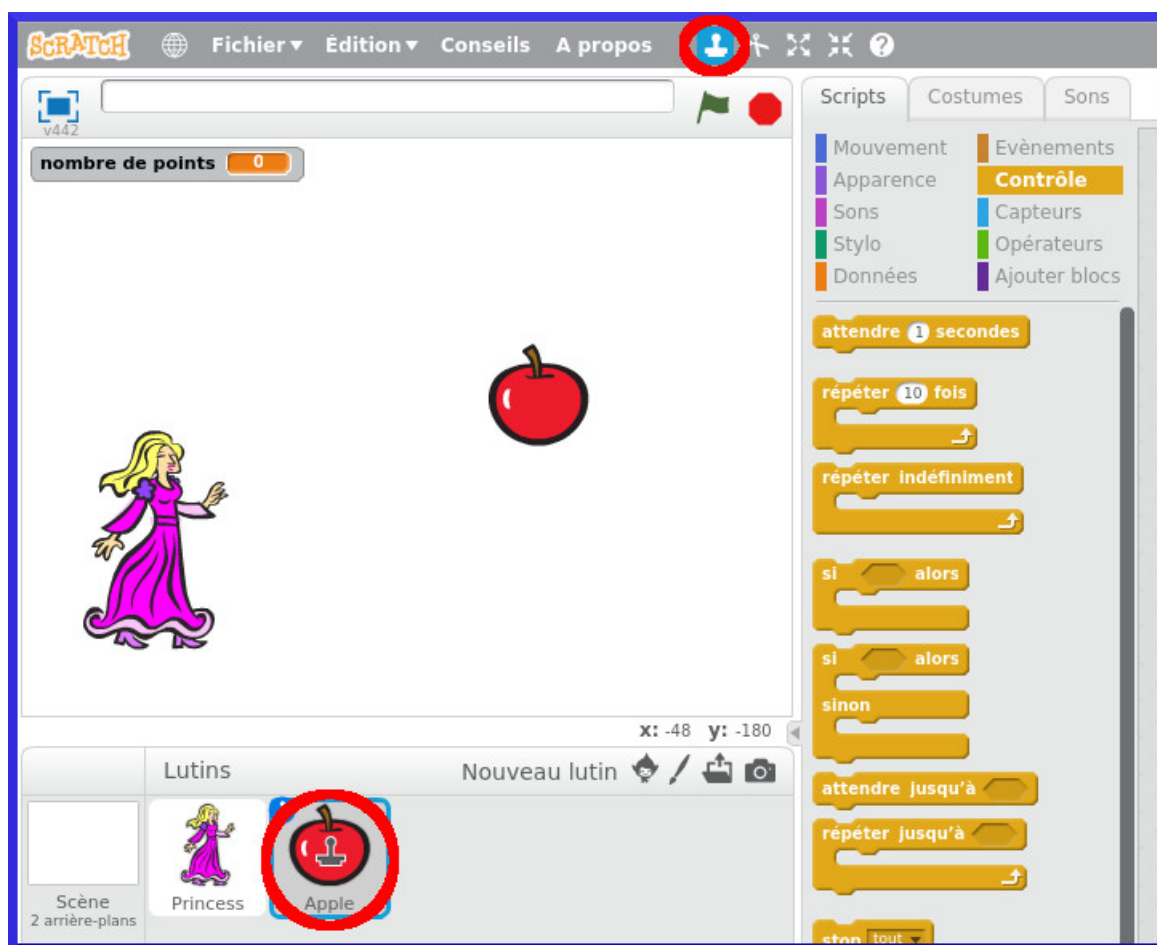 SCRATCH Fichier Édition Conseils A propos
v442
nombre de points 0
x: -48 y: -180
Lutins Nouveau lutin
Scène
2 arrière-plans
Princess
Apple
Scripts Costumes Sons
Mouvement Evènements
Apparence Contrôle
Sons Capteurs
Stylo Opérateurs
Données Ajouter blocs
attendre 1 secondes
répéter 10 fois
répéter indéfiniment
si alors
si alors
sinon
attendre jusqu'à
répéter jusqu'à
stop tout